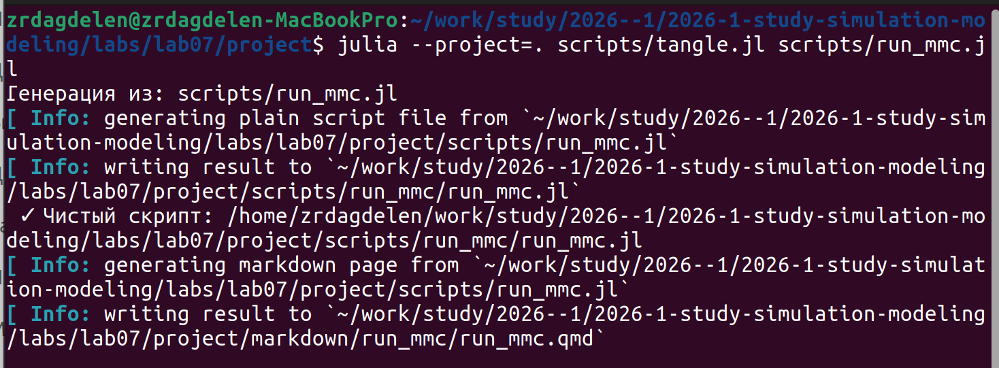 zrdagdelen@zrdagdelen-MacBookPro:~/work/study/2026--1/2026-1-study-simulation-mo
deling/labs/lab07/project$ julia --project=. scripts/tangle.jl scripts/run_mmc.j
l
Генерация из: scripts/run_mmc.jl
[ Info: generating plain script file from `~/work/study/2026--1/2026-1-study-sim
ulation-modeling/labs/lab07/project/scripts/run_mmc.jl`
[ Info: writing result to `~/work/study/2026--1/2026-1-study-simulation-modeling
/labs/lab07/project/scripts/run_mmc/run_mmc.jl`
 ✓ Чистый скрипт: /home/zrdagdelen/work/study/2026--1/2026-1-study-simulation-mo
deling/labs/lab07/project/scripts/run_mmc/run_mmc.jl
[ Info: generating markdown page from `~/work/study/2026--1/2026-1-study-simulat
ion-modeling/labs/lab07/project/scripts/run_mmc.jl`
[ Info: writing result to `~/work/study/2026--1/2026-1-study-simulation-modeling
/labs/lab07/project/markdown/run_mmc/run_mmc.qmd`